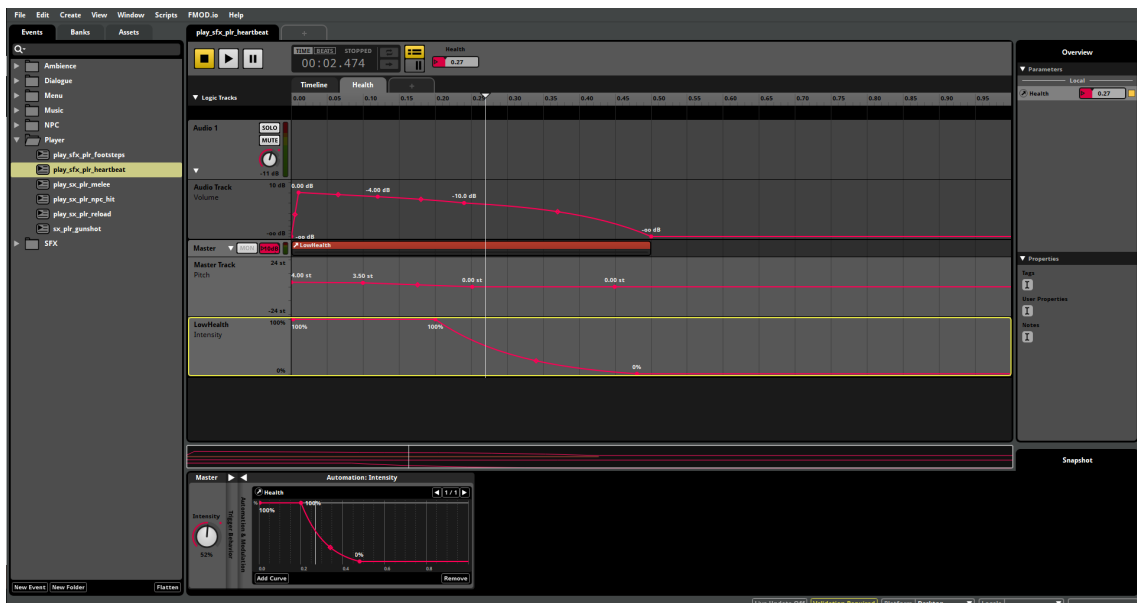 File Edit Create View Window Scripts FMOD.io Help
Events Banks Assets
play_sfx_plr_heartbeat +
Ambience
Dialogue
Menu
Music
NPC
Player
play_sfx_plr_footsteps
play_sfx_plr_heartbeat
play_sx_plr_melee
play_sx_plr_npc_hit
play_sx_plr_reload
sx_plr_gunshot
SFX
New Event New Folder Flatten
TIME BEATS STOPPED
00:02.474
Health
0.27
Timeline Health +
Logic Tracks
0.00 0.05 0.10 0.15 0.20 0.25 0.30 0.35 0.40 0.45 0.50 0.55 0.60 0.65 0.70 0.75 0.80 0.85 0.90 0.95
Audio 1 SOLO
MUTE
-11 dB
Audio Track 10 dB
Volume
-oo dB
0.00 dB -4.00 dB -10.0 dB -oo dB
-oo dB
Master MON
LowHealth
Master Track 24 st
Pitch
-24 st
4.00 st 3.50 st 0.00 st 0.00 st
LowHealth 100%
Intensity
0%
100% 100% 0%
Master Automation: Intensity
Intensity
52%
Trigger Behavior
Automation & Modulation
Health 1 / 1
%
100% 100%
0%
0.0 0.2 0.4 0.6 0.8
Add Curve Remove
Overview
Parameters
Local
Health 0.27
Properties
Tags
User Properties
Notes
Snapshot